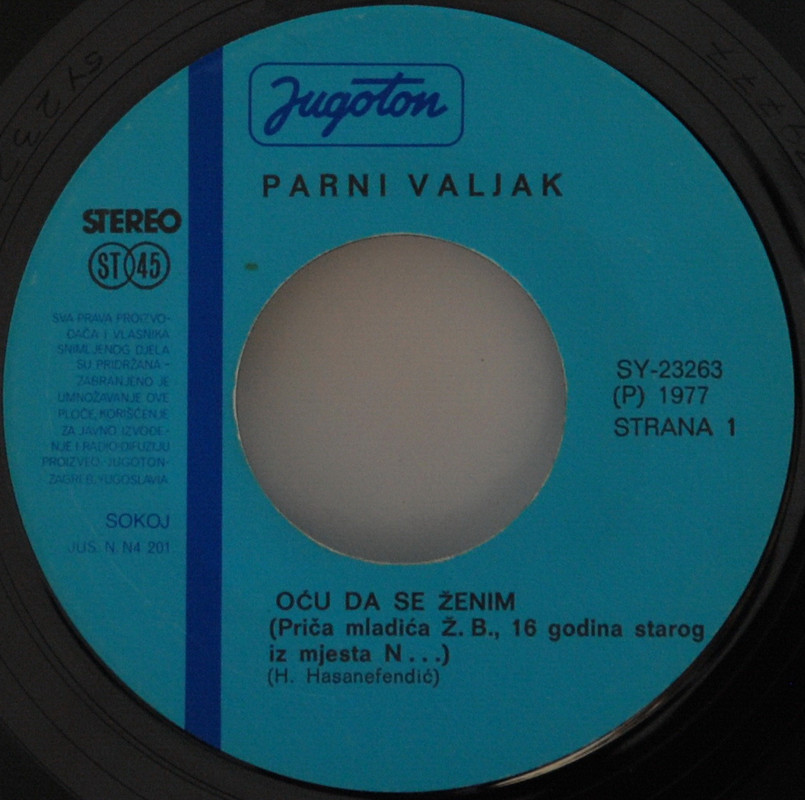 Jugoton
PARNI VALJAK
STEREO
ST 45
SVA PRAVA PROIZVO-
ĐAČA I VLASNIKA
SNIMLJENOG DJELA
SU PRIDRŽANA -
ZABRANJENO JE
UMNOŽAVANJE OVE
PLOČE, KORIŠĆENJE
ZA JAVNO IZVOĐE-
NJE I RADIO-DIFUZIJU
PROIZVEO-JUGOTON-
ZAGREB, YUGOSLAVIA
SOKOJ
JUS. N. N4 201
SY-23263
(P) 1977
STRANA 1
OĆU DA SE ŽENIM
(Priča mladića Ž. B., 16 godina starog
iz mjesta N...)
(H. Hasanefendić)